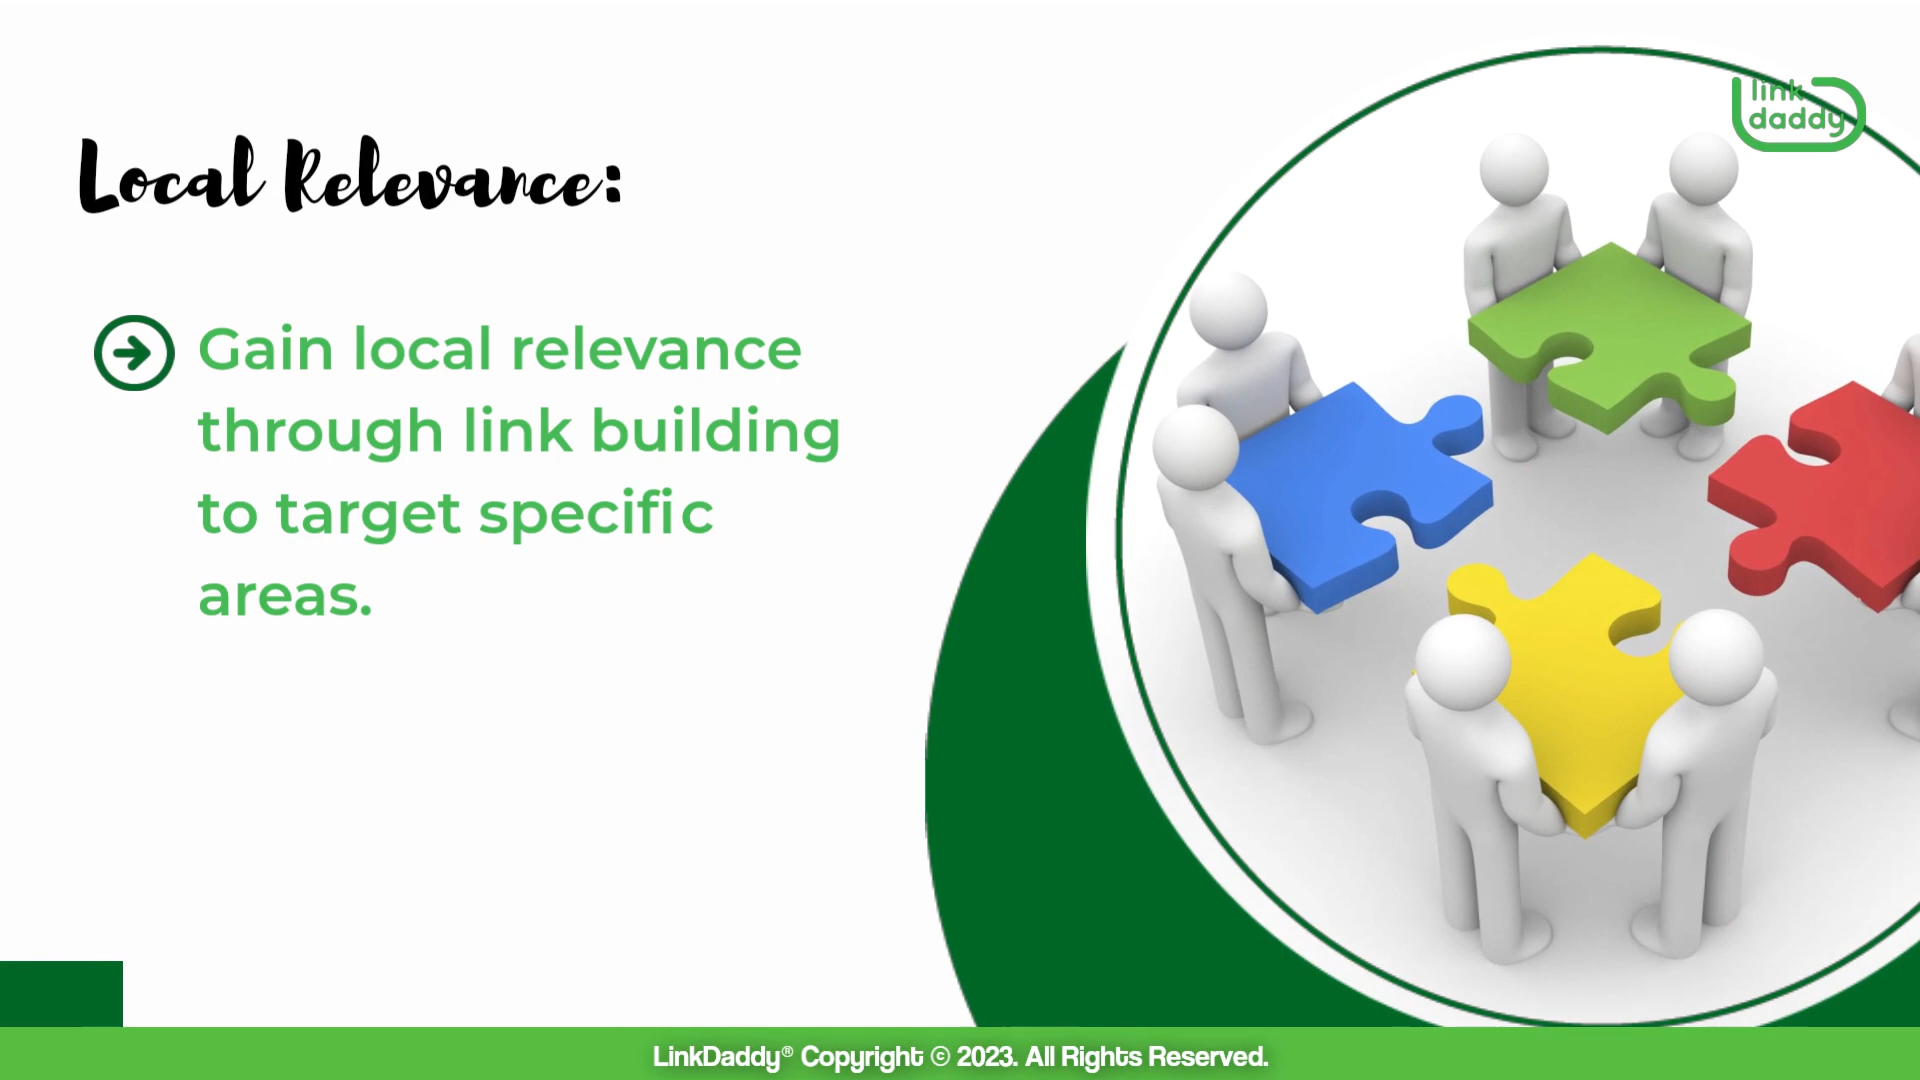 link
daddy
Local Relevance:
Gain local relevance
through link building
to target specific
areas.
LinkDaddy® Copyright © 2023. All Rights Reserved.